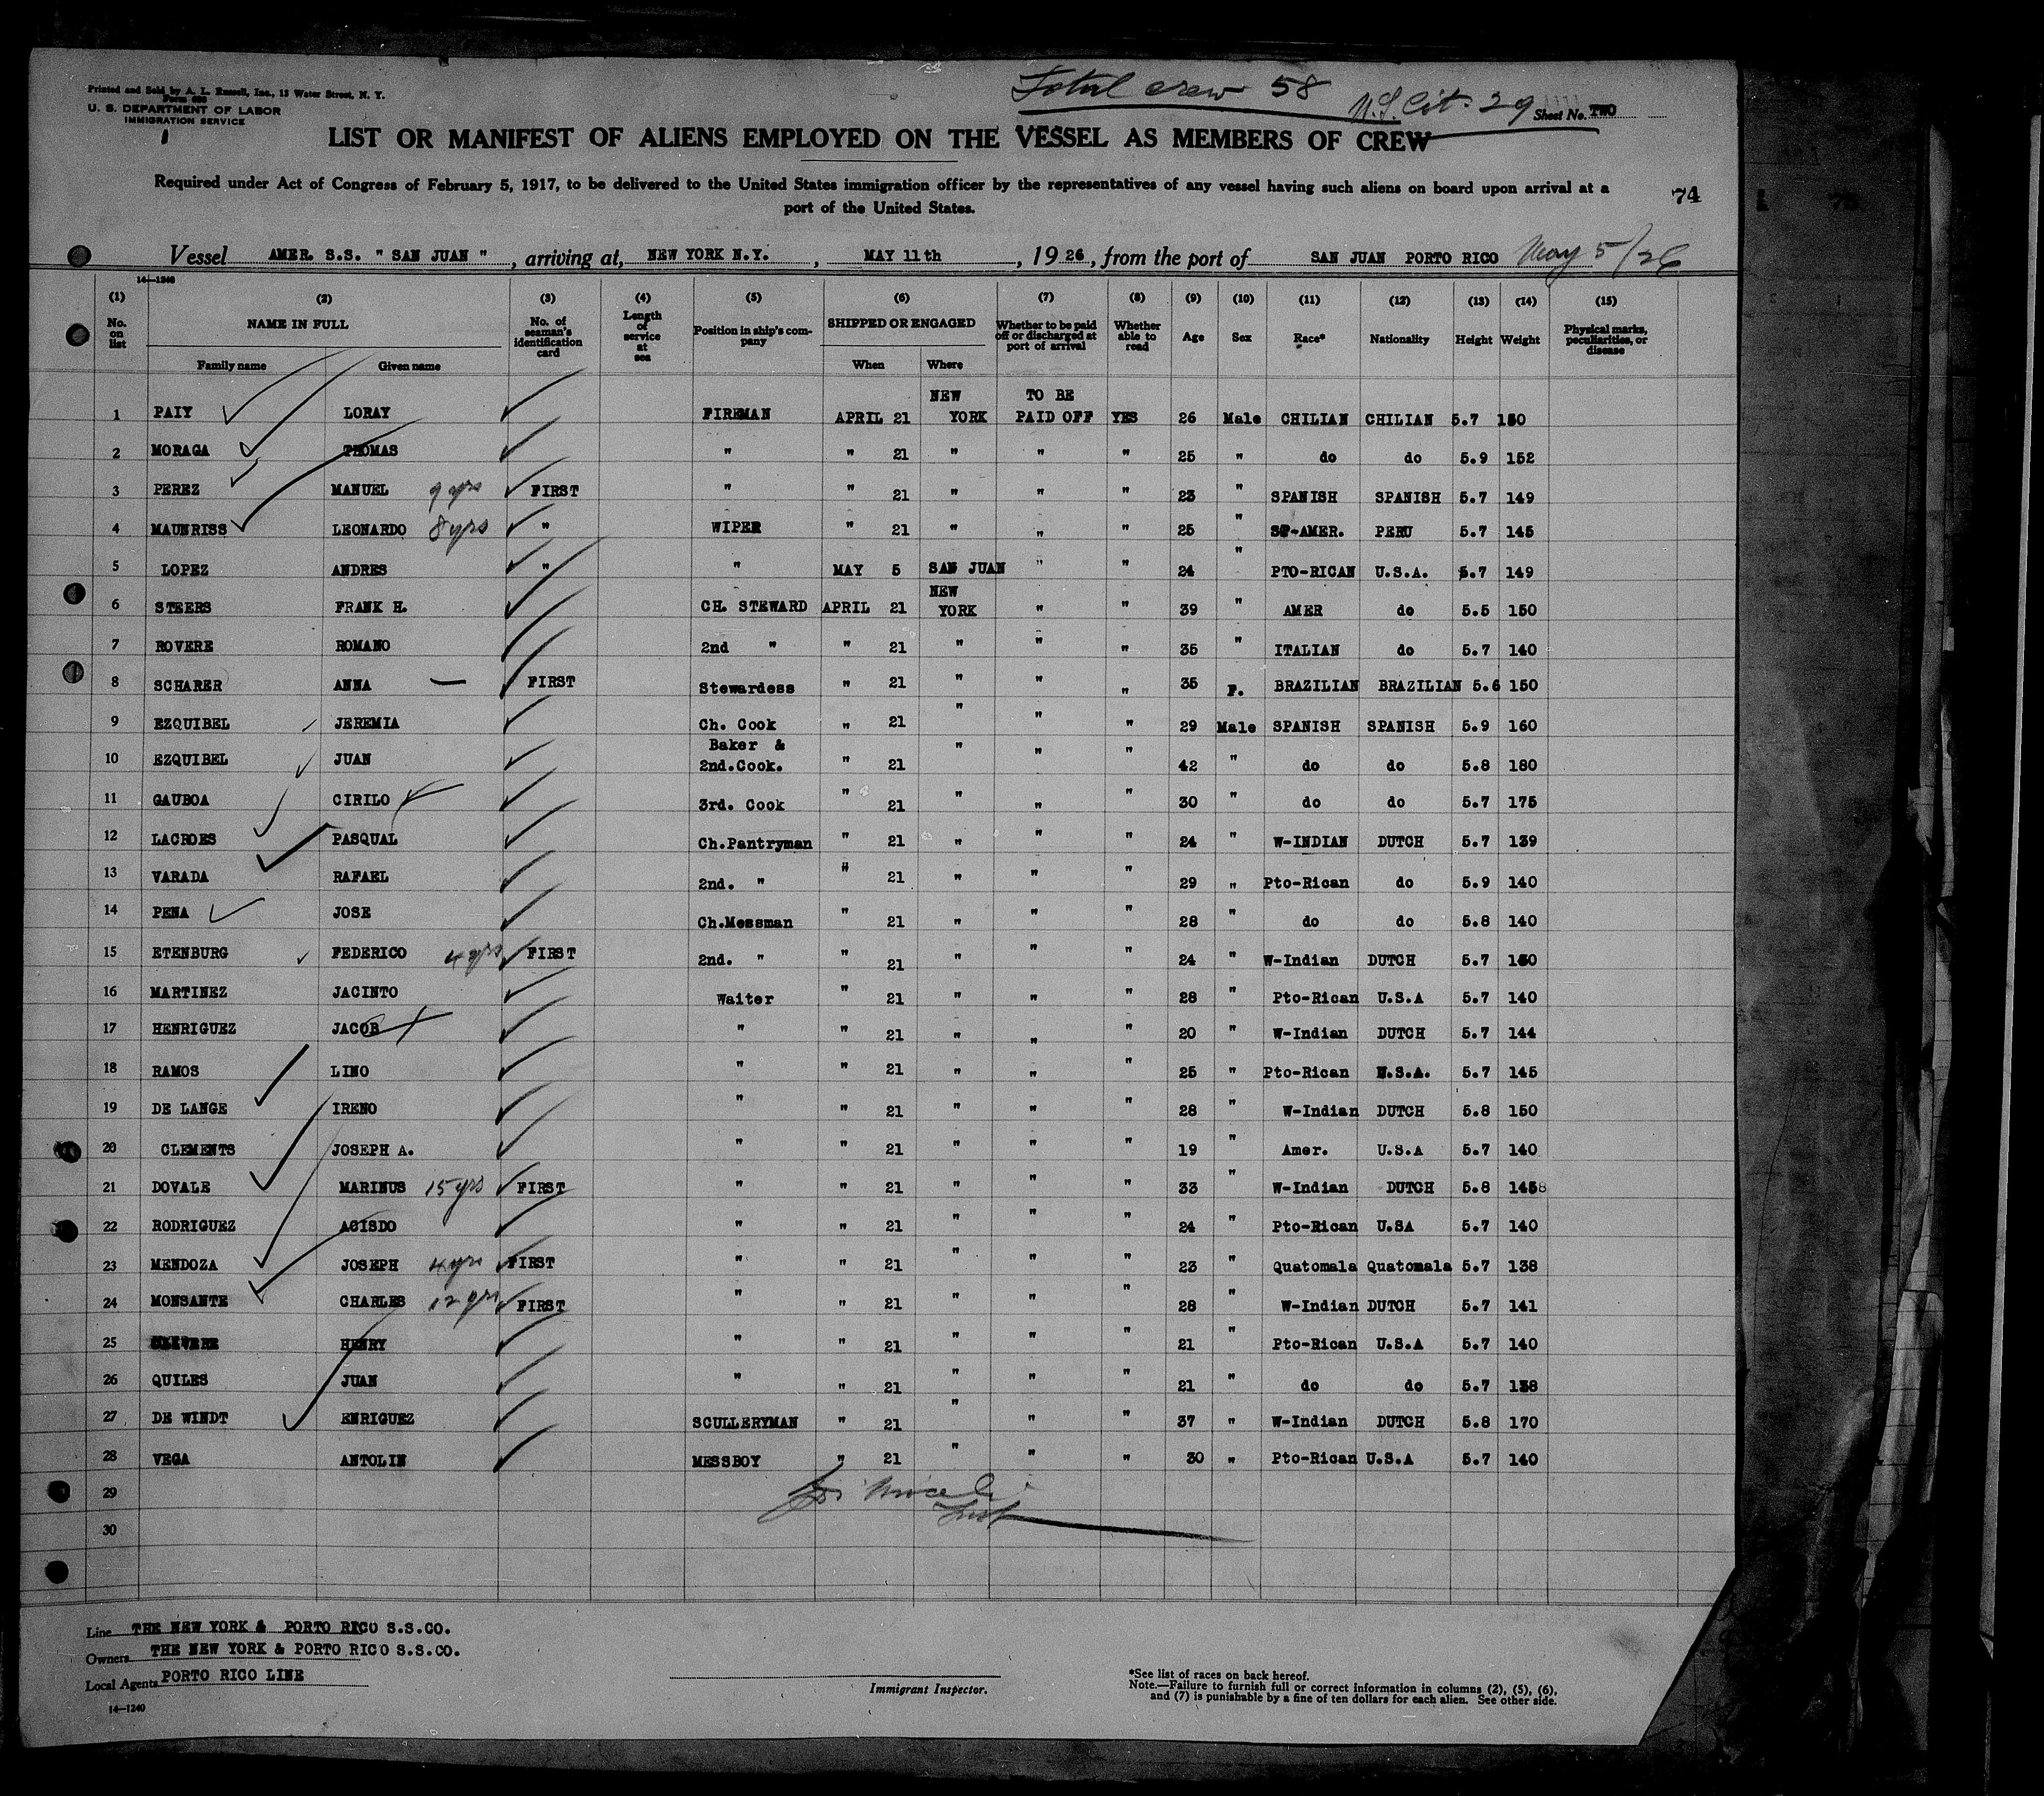 Total crew 58
U.S. Cit. 29
Printed and Sold by A. L. Russell, Inc., 15 Water Street, N. Y.
Form 680
U. S. DEPARTMENT OF LABOR
IMMIGRATION SERVICE
Sheet No. TWO
LIST OR MANIFEST OF ALIENS EMPLOYED ON THE VESSEL AS MEMBERS OF CREW
Required under Act of Congress of February 5, 1917, to be delivered to the United States immigration officer by the representatives of any vessel having such aliens on board upon arrival at a
port of the United States.
74
Vessel AMER. S.S. " SAN JUAN ", arriving at, NEW YORK N.Y., MAY 11th, 1926, from the port of SAN JUAN PORTO RICO May 5/26
14—1240
(1) (2) (3) (4) (5) (6) (7) (8) (9) (10) (11) (12) (13) (14) (15)
No. on list NAME IN FULL Family name Given name No. of seaman's identification card Length of service at sea Position in ship's company SHIPPED OR ENGAGED When Where Whether to be paid off or discharged at port of arrival Whether able to read Age Sex Race* Nationality Height Weight Physical marks, peculiarities, or disease
1 PAIY LORAY FIREMAN APRIL 21 NEW YORK TO BE PAID OFF YES 26 Male CHILIAN CHILIAN 5.7 150
2 MORAGA THOMAS " " 21 " " " 25 " do do 5.9 152
3 PEREZ MANUEL 9 yrs FIRST " " 21 " " " 23 " SPANISH SPANISH 5.7 149
4 MAUNRISS LEONARDO 8 yrs " WIPER " 21 " " " 25 " SP-AMER. PERU 5.7 145
5 LOPEZ ANDRES " " MAY 5 SAN JUAN " " 24 " PTO-RICAN U.S.A. 5.7 149
6 STEERS FRANK H. CH. STEWARD APRIL 21 NEW YORK " " 39 " AMER do 5.5 150
7 ROVERE ROMANO 2nd " " 21 " " " 35 " ITALIAN do 5.7 140
8 SCHARER ANNA — FIRST Stewardess " 21 " " " 35 F. BRAZILIAN BRAZILIAN 5.6 150
9 EZQUIBEL JEREMIA Ch. Cook " 21 " " " 29 Male SPANISH SPANISH 5.9 160
10 EZQUIBEL JUAN Baker & 2nd.Cook. " 21 " " " 42 " do do 5.8 180
11 GAUBOA CIRILO 3rd. Cook " 21 " " " 30 " do do 5.7 175
12 LACROES PASQUAL Ch.Pantryman " 21 " " " 24 " W-INDIAN DUTCH 5.7 139
13 VARADA RAFAEL 2nd. " " 21 " " " 29 " Pto-Rican do 5.9 140
14 PENA JOSE Ch.Messman " 21 " " " 28 " do do 5.8 140
15 ETENBURG FEDERICO 4 yrs FIRST 2nd. " " 21 " " " 24 " W-Indian DUTCH 5.7 150
16 MARTINEZ JACINTO Waiter " 21 " " " 28 " Pto-Rican U.S.A 5.7 140
17 HENRIGUEZ JACOB " " 21 " " " 20 " W-Indian DUTCH 5.7 144
18 RAMOS LINO " " 21 " " " 25 " Pto-Rican U.S.A. 5.7 145
19 DE LANGE IRENO " " 21 " " " 28 " W-Indian DUTCH 5.8 150
20 CLEMENTS JOSEPH A. " " 21 " " " 19 " Amer. U.S.A 5.7 140
21 DOVALE MARINUS 15 yrs FIRST " " 21 " " " 33 " W-Indian DUTCH 5.8 1458
22 RODRIGUEZ ACISDO " " 21 " " " 24 " Pto-Rican U.SA 5.7 140
23 MENDOZA JOSEPH 4 yrs FIRST " " 21 " " " 23 " Quatomala Quatomala 5.7 138
24 MONSANTE CHARLES 12 yrs FIRST " " 21 " " " 28 " W-Indian DUTCH 5.7 141
25 HENRY " " 21 " " " 21 " Pto-Rican U.S.A 5.7 140
26 QUILES JUAN " " 21 " " " 21 " do do 5.7 138
27 DE WINDT ENRIGUEZ SCULLERYMAN " 21 " " " 37 " W-Indian DUTCH 5.8 170
28 VEGA ANTOLIN MESSBOY " 21 " " " 30 " Pto-Rican U.S.A 5.7 140
29
30
Line THE NEW YORK & PORTO RICO S.S.CO.
Owners THE NEW YORK & PORTO RICO S.S.CO.
Local Agents PORTO RICO LINE
14—1240
Immigrant Inspector.
*See list of races on back hereof.
Note.—Failure to furnish full or correct information in columns (2), (5), (6),
and (7) is punishable by a fine of ten dollars for each alien. See other side.